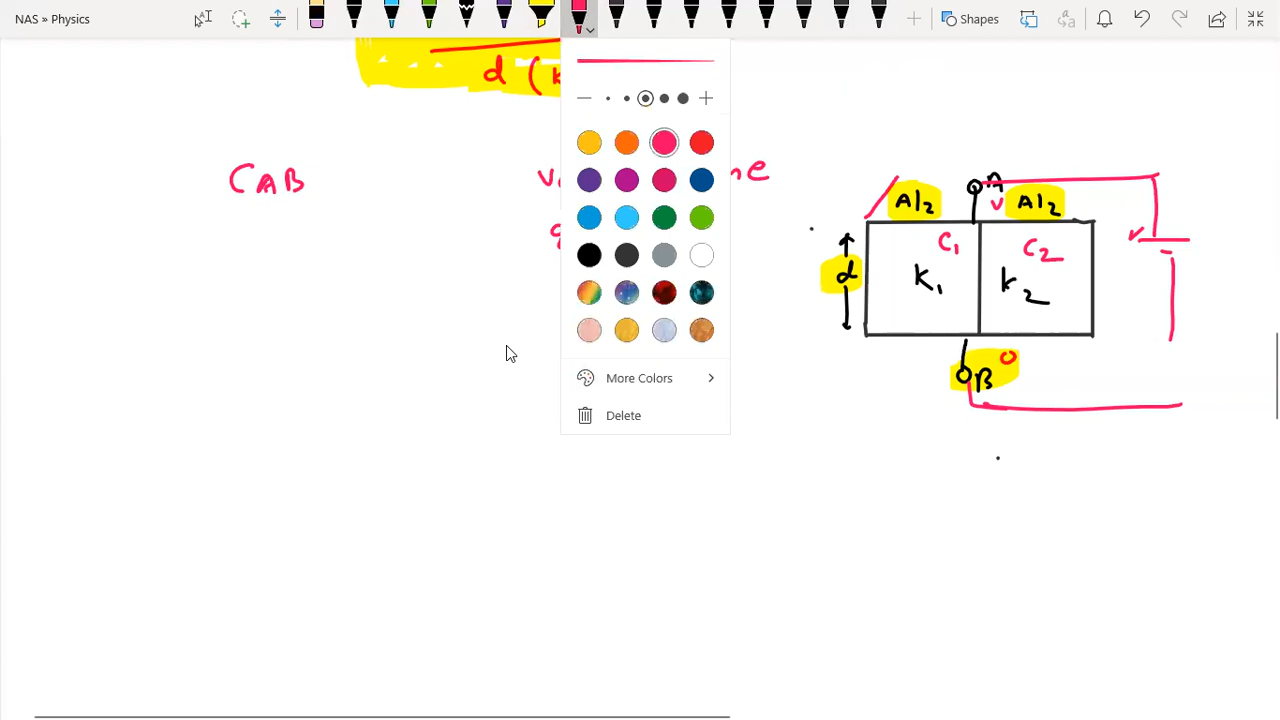 NAS » Physics
Shapes
d (
CAB
A
A/2
V
A/2
C1
C2
d
K1
K2
O
B
More Colors
Delete